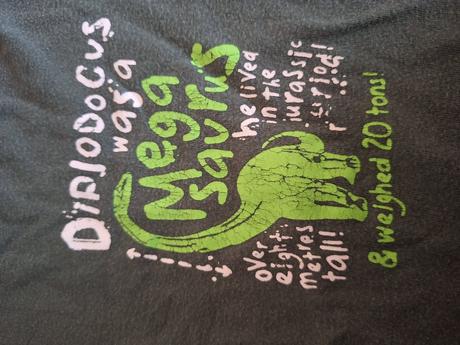 DiPlODOCUS
was a
Mega
saurus
he lived
in the
jurassic
period!
over
eight
metres
tall!
& weighed 20 tons!